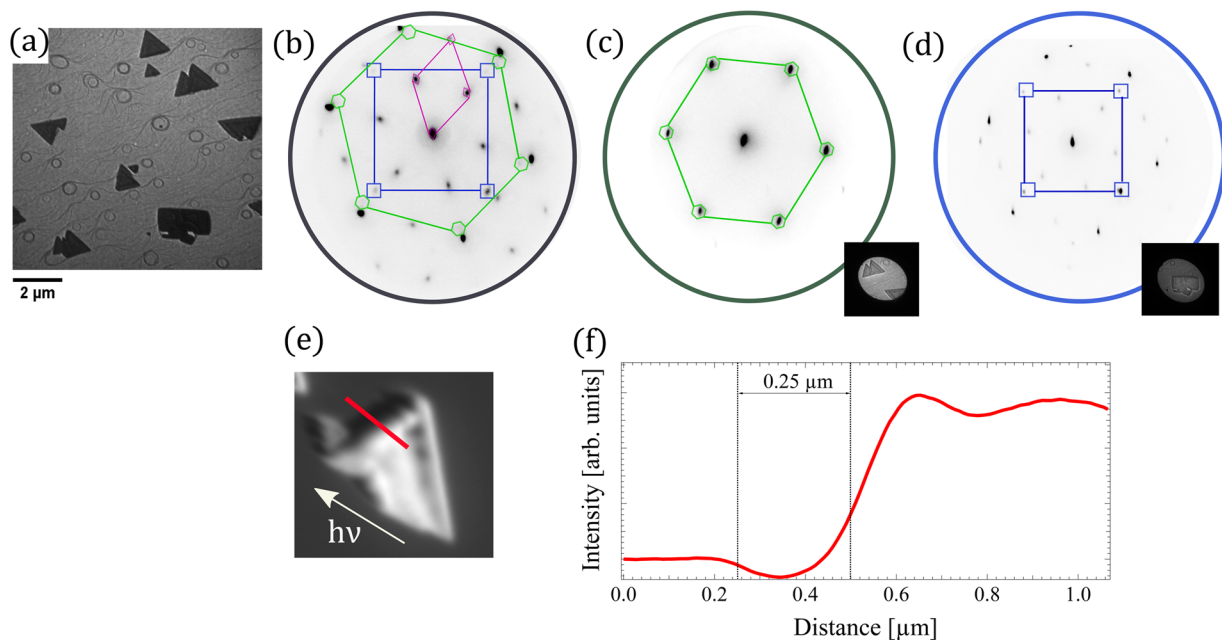 (a)
(b)
(c)
(d)
2 µm
(e)
hν
(f)
0.25 µm
Intensity [arb. units]
0.0 0.2 0.4 0.6 0.8 1.0
Distance [µm]